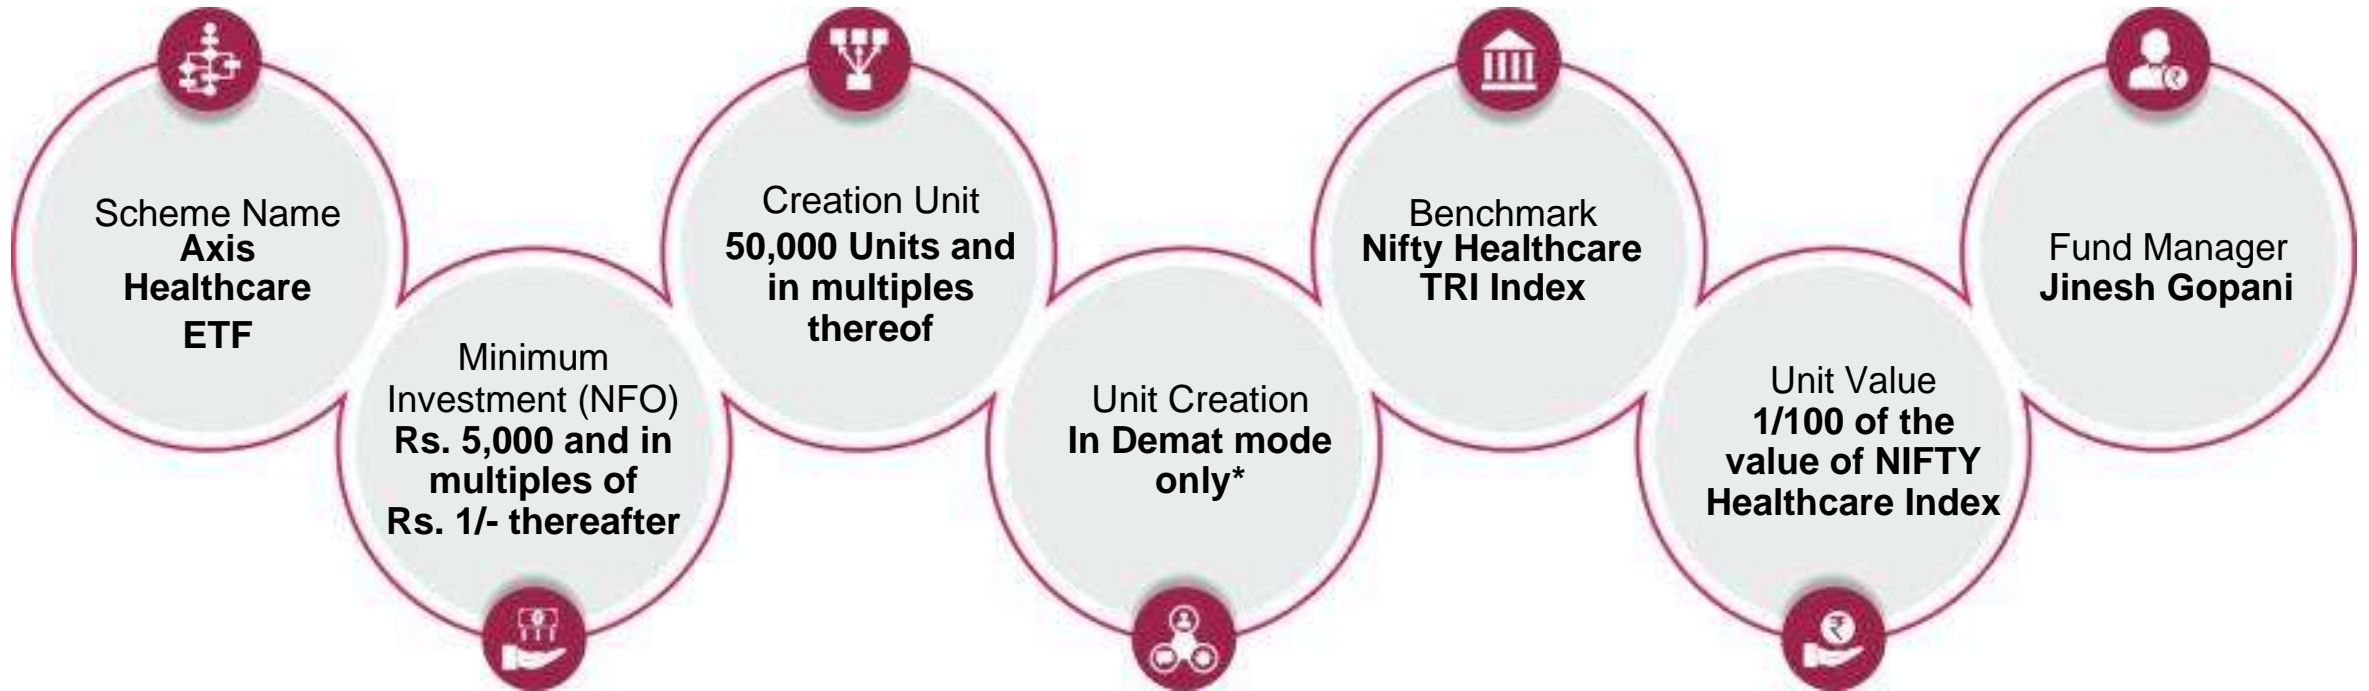 Scheme Name
Axis
Healthcare
ETF
Minimum
Investment (NFO)
Rs. 5,000 and in
multiples of
Rs. 1/- thereafter
Creation Unit
50,000 Units and
in multiples
thereof
Unit Creation
In Demat mode
only*
Benchmark
Nifty Healthcare
TRI Index
Unit Value
1/100 of the
value of NIFTY
Healthcare Index
Fund Manager
Jinesh Gopani